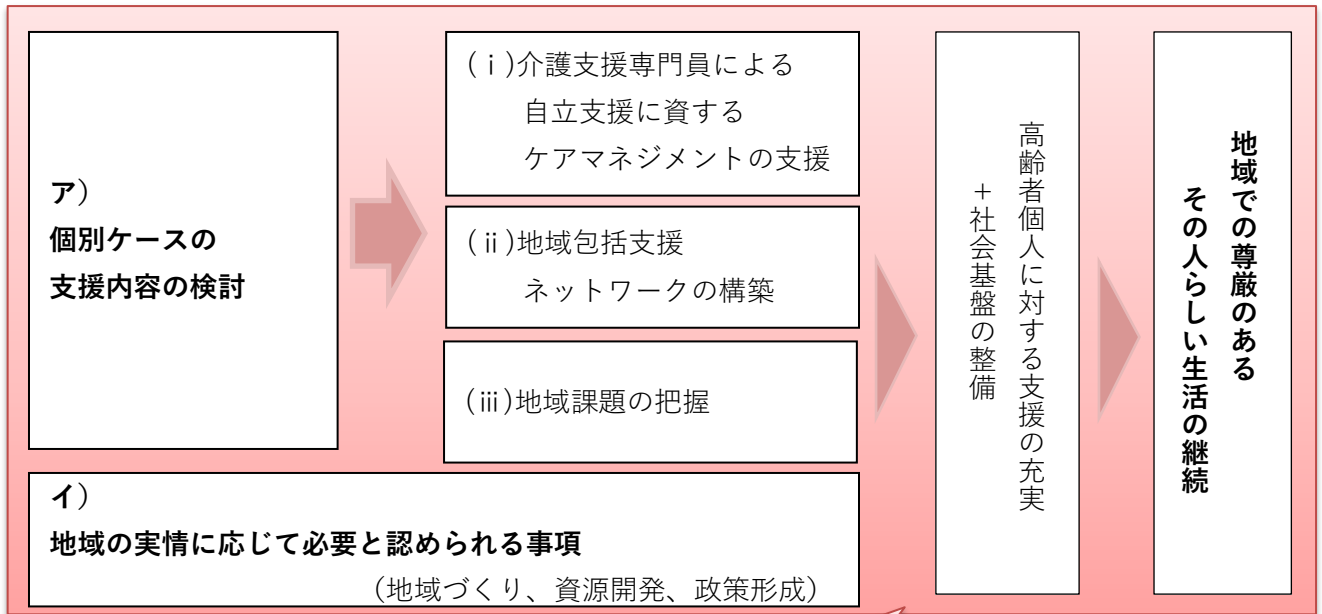 ア）
個別ケースの
支援内容の検討
(ⅰ)介護支援専門員による
自立支援に資する
ケアマネジメントの支援
(ⅱ)地域包括支援
ネットワークの構築
(ⅲ)地域課題の把握
イ）
地域の実情に応じて必要と認められる事項
（地域づくり、資源開発、政策形成）
高齢者個人に対する支援の充実
＋社会基盤の整備
地域での尊厳のある
その人らしい生活の継続